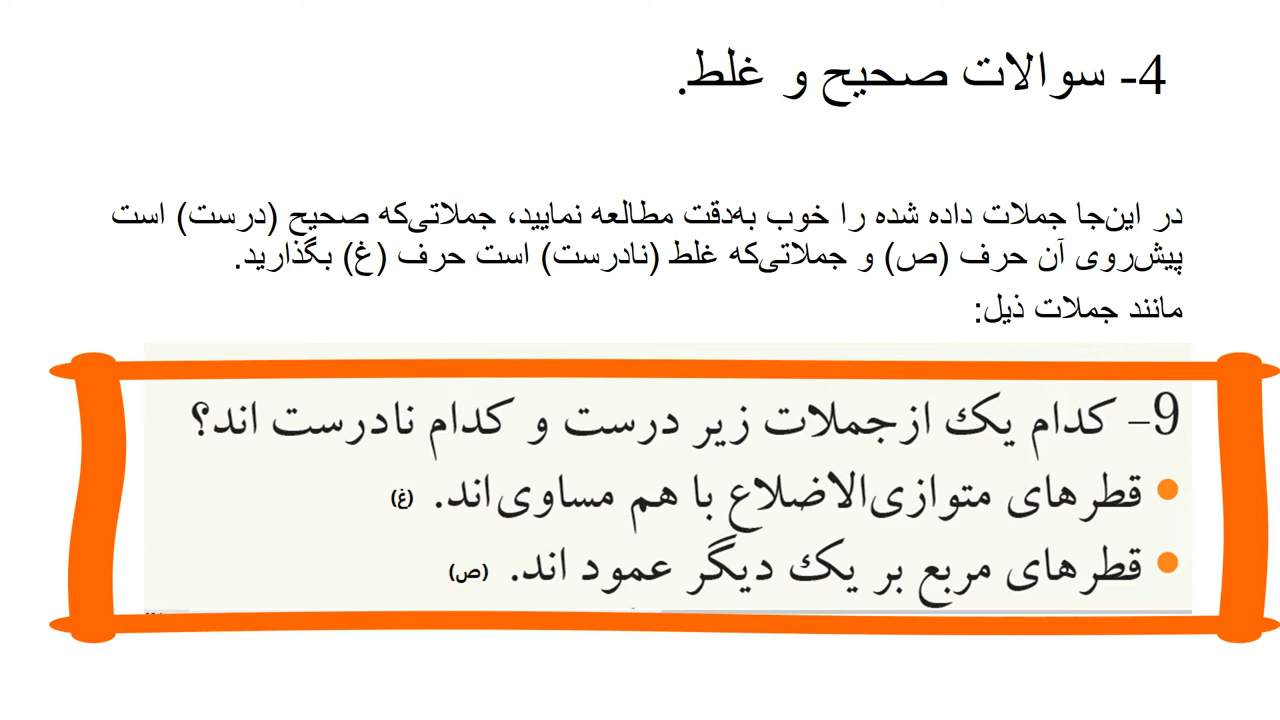 4- سوالات صحیح و غلط.
در این‌جا جملات داده شده را خوب به‌دقت مطالعه نمایید، جملاتی‌که صحیح (درست) است
پیش‌روی آن حرف (ص) و جملاتی‌که غلط (نادرست) است حرف (غ) بگذارید.
مانند جملات ذیل:
9- کدام یک ازجملات زیر درست و کدام نادرست اند؟
● قطرهای متوازی‌الاضلاع با هم مساوی‌اند. (غ)
● قطرهای مربع بر یک دیگر عمود اند. (ص)